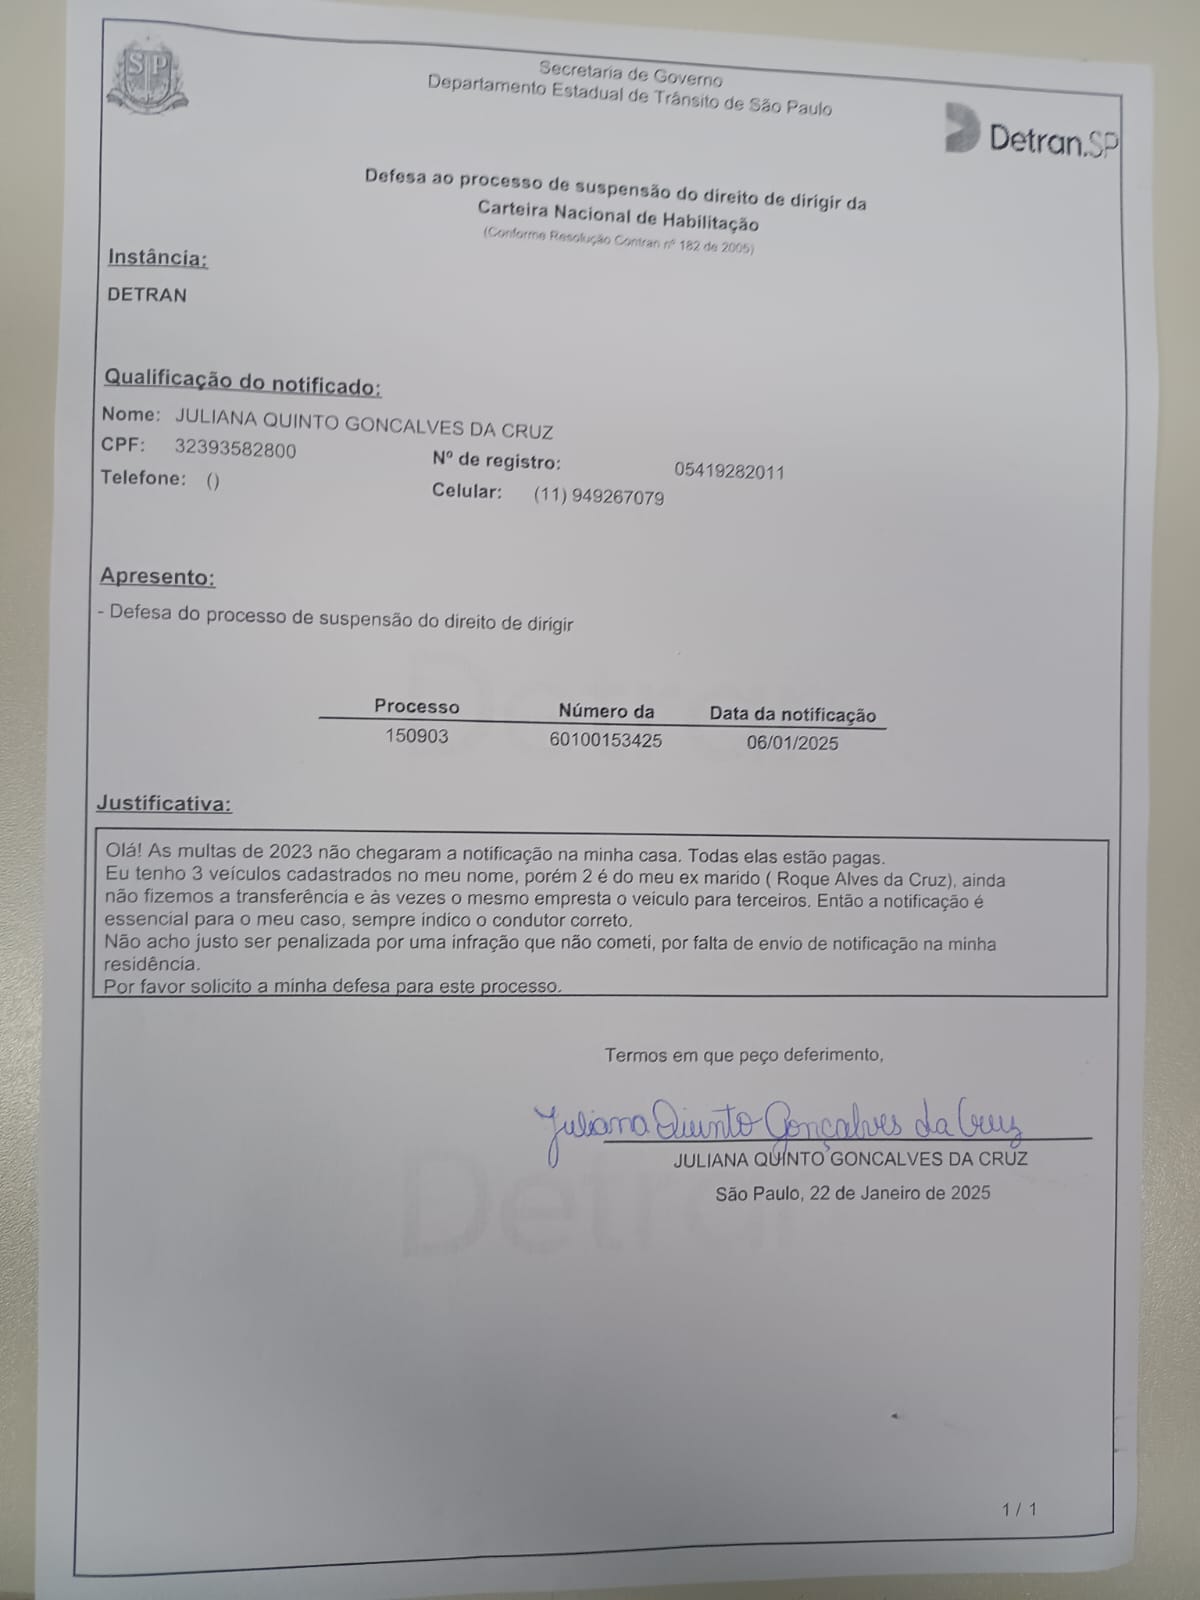 SP
Secretaria de Governo
Departamento Estadual de Trânsito de São Paulo
Detran.SP
Defesa ao processo de suspensão do direito de dirigir da
Carteira Nacional de Habilitação
(Conforme Resolução Contran nº 182 de 2005)
Instância:
DETRAN
Qualificação do notificado:
Nome: JULIANA QUINTO GONCALVES DA CRUZ
CPF: 32393582800 Nº de registro: 05419282011
Telefone: () Celular: (11) 949267079
Apresento:
- Defesa do processo de suspensão do direito de dirigir
Detran
Processo Número da Data da notificação
150903 60100153425 06/01/2025
Justificativa:
Olá! As multas de 2023 não chegaram a notificação na minha casa. Todas elas estão pagas.
Eu tenho 3 veículos cadastrados no meu nome, porém 2 é do meu ex marido ( Roque Alves da Cruz), ainda
não fizemos a transferência e às vezes o mesmo empresta o veiculo para terceiros. Então a notificação é
essencial para o meu caso, sempre indico o condutor correto.
Não acho justo ser penalizada por uma infração que não cometi, por falta de envio de notificação na minha
residência.
Por favor solicito a minha defesa para este processo.
Termos em que peço deferimento,
Juliana Quinto Gonçalves da Cruz
JULIANA QUINTO GONCALVES DA CRUZ
São Paulo, 22 de Janeiro de 2025
Detran
1 / 1